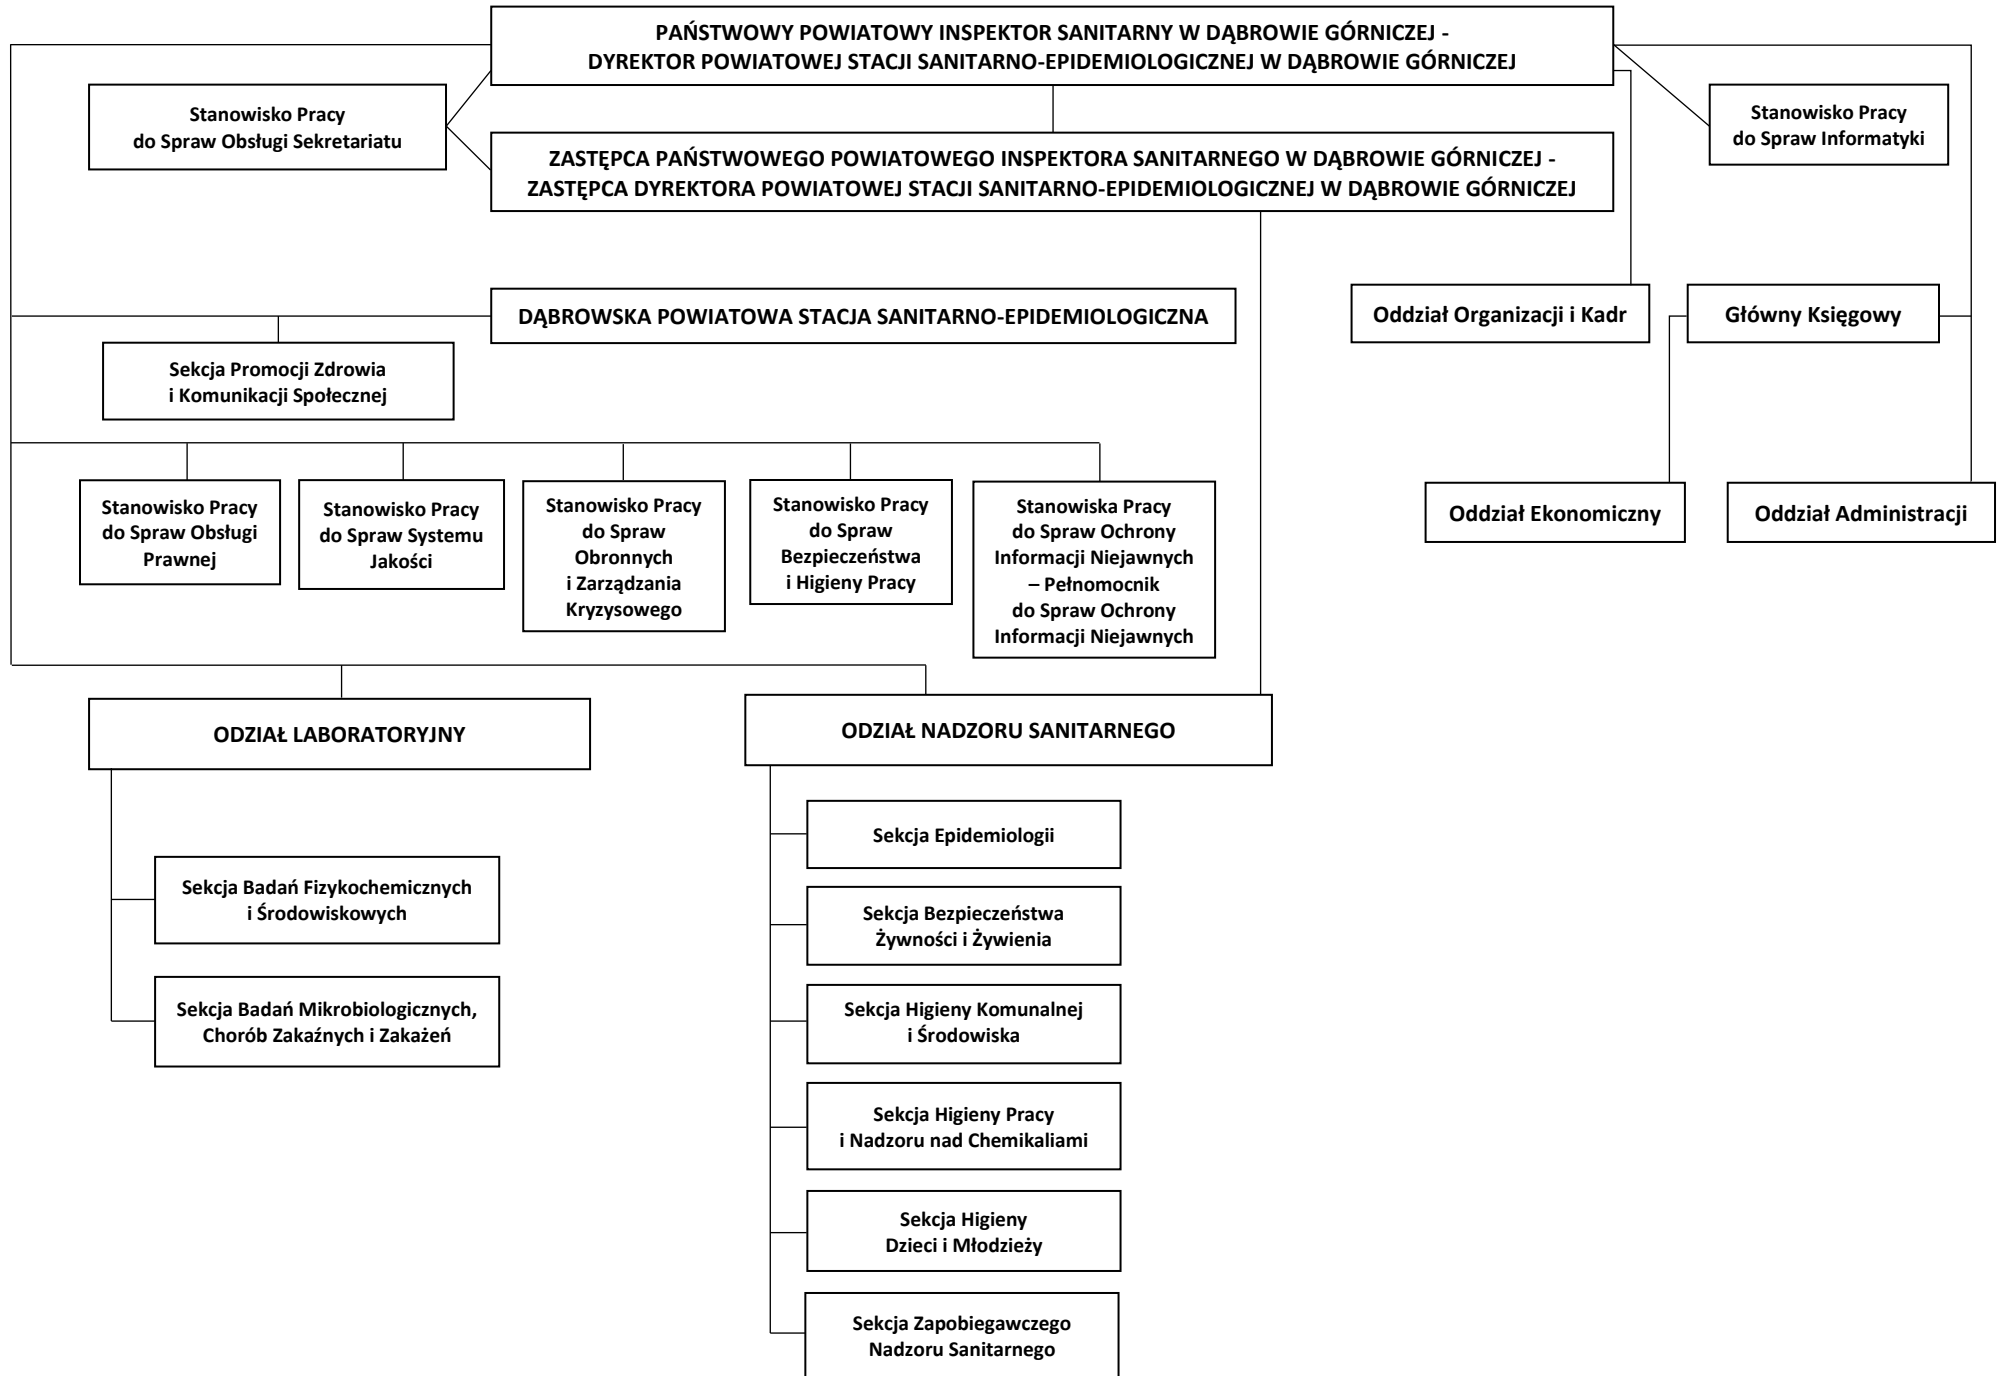 PAŃSTWOWY POWIATOWY INSPEKTOR SANITARNY W DĄBROWIE GÓRNICZEJ -
DYREKTOR POWIATOWEJ STACJI SANITARNO-EPIDEMIOLOGICZNEJ W DĄBROWIE GÓRNICZEJ
Stanowisko Pracy
do Spraw Obsługi Sekretariatu
Stanowisko Pracy
do Spraw Informatyki
ZASTĘPCA PAŃSTWOWEGO POWIATOWEGO INSPEKTORA SANITARNEGO W DĄBROWIE GÓRNICZEJ -
ZASTĘPCA DYREKTORA POWIATOWEJ STACJI SANITARNO-EPIDEMIOLOGICZNEJ W DĄBROWIE GÓRNICZEJ
DĄBROWSKA POWIATOWA STACJA SANITARNO-EPIDEMIOLOGICZNA
Oddział Organizacji i Kadr
Główny Księgowy
Sekcja Promocji Zdrowia
i Komunikacji Społecznej
Stanowisko Pracy
do Spraw Obsługi
Prawnej
Stanowisko Pracy
do Spraw Systemu
Jakości
Stanowisko Pracy
do Spraw
Obronnych
i Zarządzania
Kryzysowego
Stanowisko Pracy
do Spraw
Bezpieczeństwa
i Higieny Pracy
Stanowiska Pracy
do Spraw Ochrony
Informacji Niejawnych
– Pełnomocnik
do Spraw Ochrony
Informacji Niejawnych
Oddział Ekonomiczny
Oddział Administracji
ODZIAŁ LABORATORYJNY
ODZIAŁ NADZORU SANITARNEGO
Sekcja Badań Fizykochemicznych
i Środowiskowych
Sekcja Badań Mikrobiologicznych,
Chorób Zakaźnych i Zakażeń
Sekcja Epidemiologii
Sekcja Bezpieczeństwa
Żywności i Żywienia
Sekcja Higieny Komunalnej
i Środowiska
Sekcja Higieny Pracy
i Nadzoru nad Chemikaliami
Sekcja Higieny
Dzieci i Młodzieży
Sekcja Zapobiegawczego
Nadzoru Sanitarnego